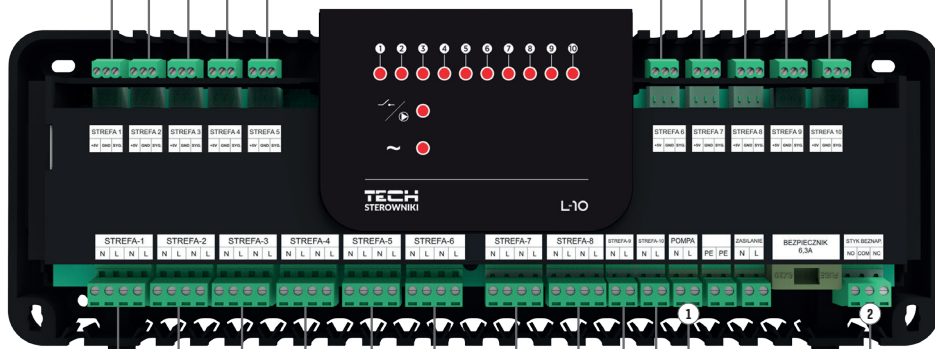 1 2 3 4 5 6 7 8 9 10
STREFA 1 STREFA 2 STREFA 3 STREFA 4 STREFA 5
+5V GND SYG. +5V GND SYG. +5V GND SYG. +5V GND SYG. +5V GND SYG.
STREFA 6 STREFA 7 STREFA 8 STREFA 9 STREFA 10
+5V GND SYG. +5V GND SYG. +5V GND SYG. +5V GND SYG. +5V GND SYG.
~
TECH
STEROWNIKI
L-10
STREFA-1 STREFA-2 STREFA-3 STREFA-4 STREFA-5 STREFA-6 STREFA-7 STREFA-8 STREFA-9 STREFA-10 POMPA ZASILANIE BEZPIECZNIK STYK BEZNAP.
N L N L N L N L N L N L N L N L N L N L N L N L N L N L N L N L N L N L N L N L PE PE N L 6,3A NO COM NC
1 2